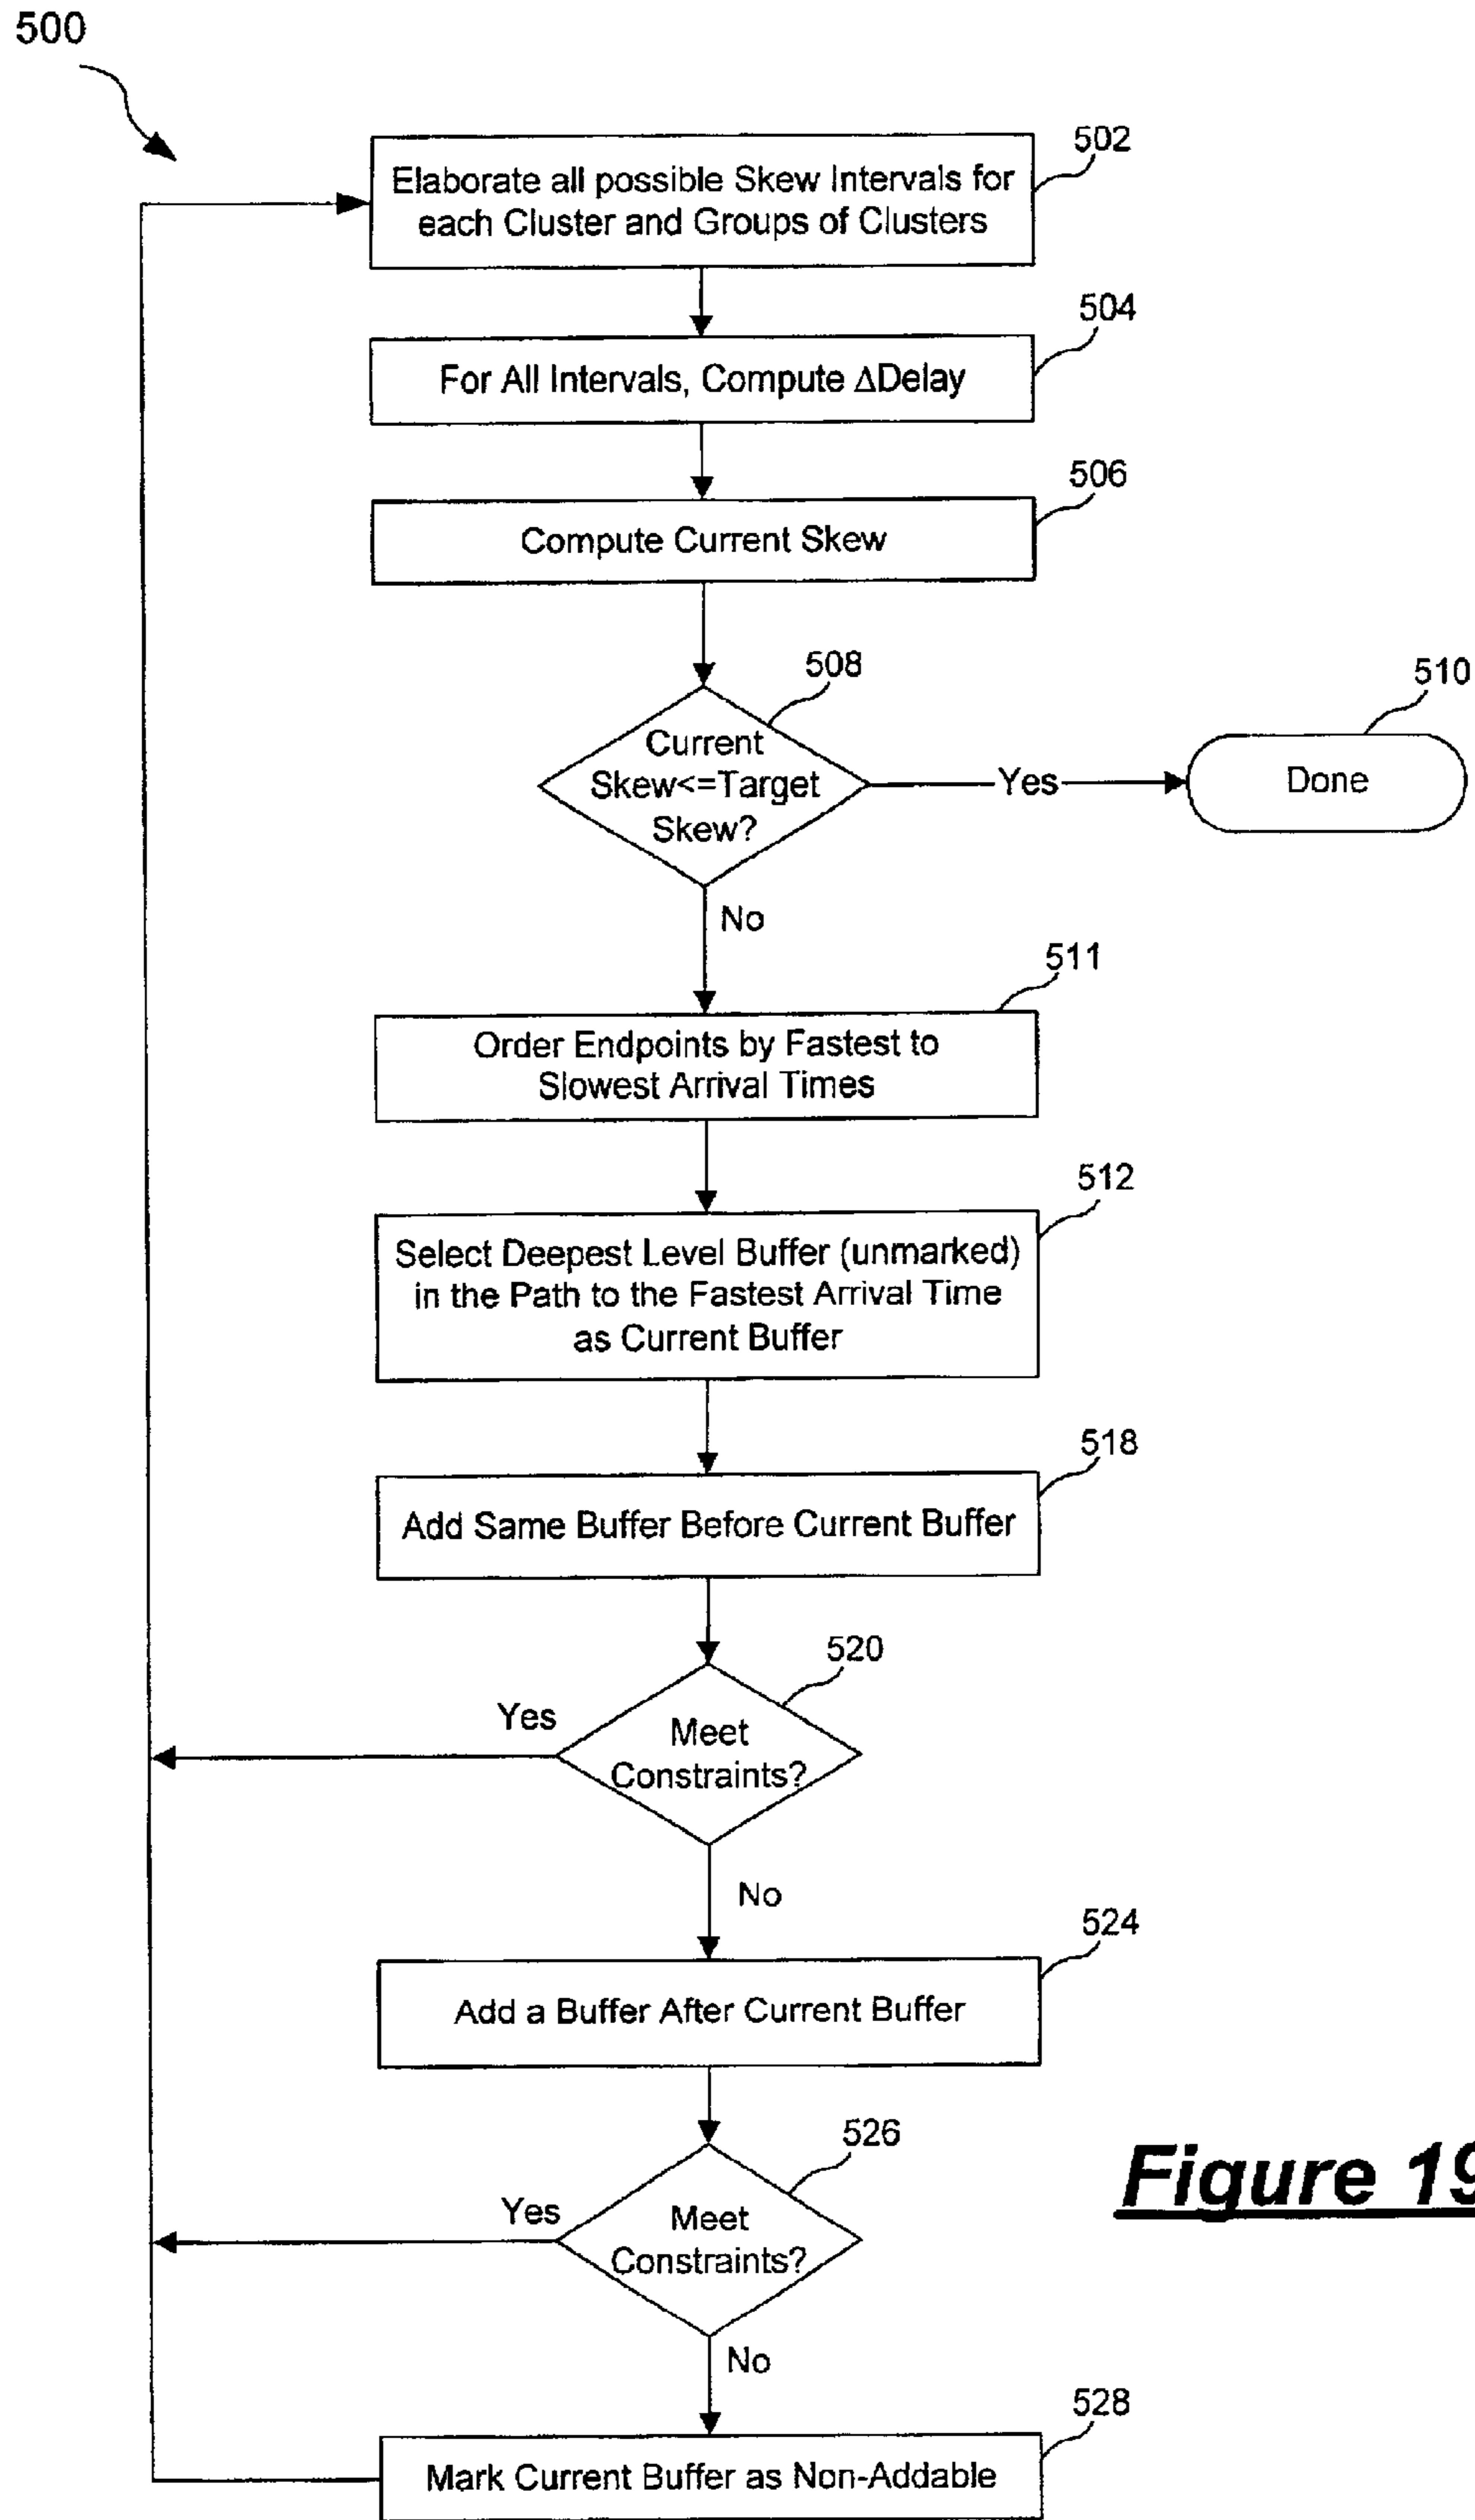 500
502
Elaborate all possible Skew Intervals for
each Cluster and Groups of Clusters
504
For All Intervals, Compute ΔDelay
506
Compute Current Skew
508
Current
Skew<=Target
Skew?
Yes
510
Done
No
511
Order Endpoints by Fastest to
Slowest Arrival Times
512
Select Deepest Level Buffer (unmarked)
in the Path to the Fastest Arrival Time
as Current Buffer
518
Add Same Buffer Before Current Buffer
520
Yes
Meet
Constraints?
No
524
Add a Buffer After Current Buffer
526
Yes
Meet
Constraints?
No
528
Mark Current Buffer as Non-Addable
Figure 19